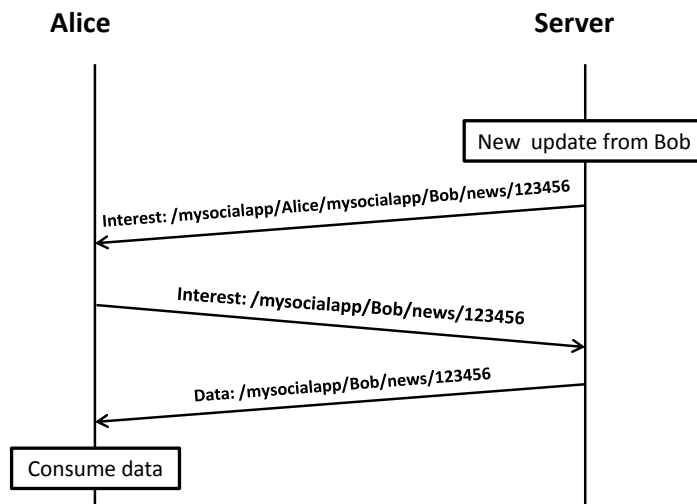 Alice
Server
New update from Bob
Interest: /mysocialapp/Alice/mysocialapp/Bob/news/123456
Interest: /mysocialapp/Bob/news/123456
Data: /mysocialapp/Bob/news/123456
Consume data